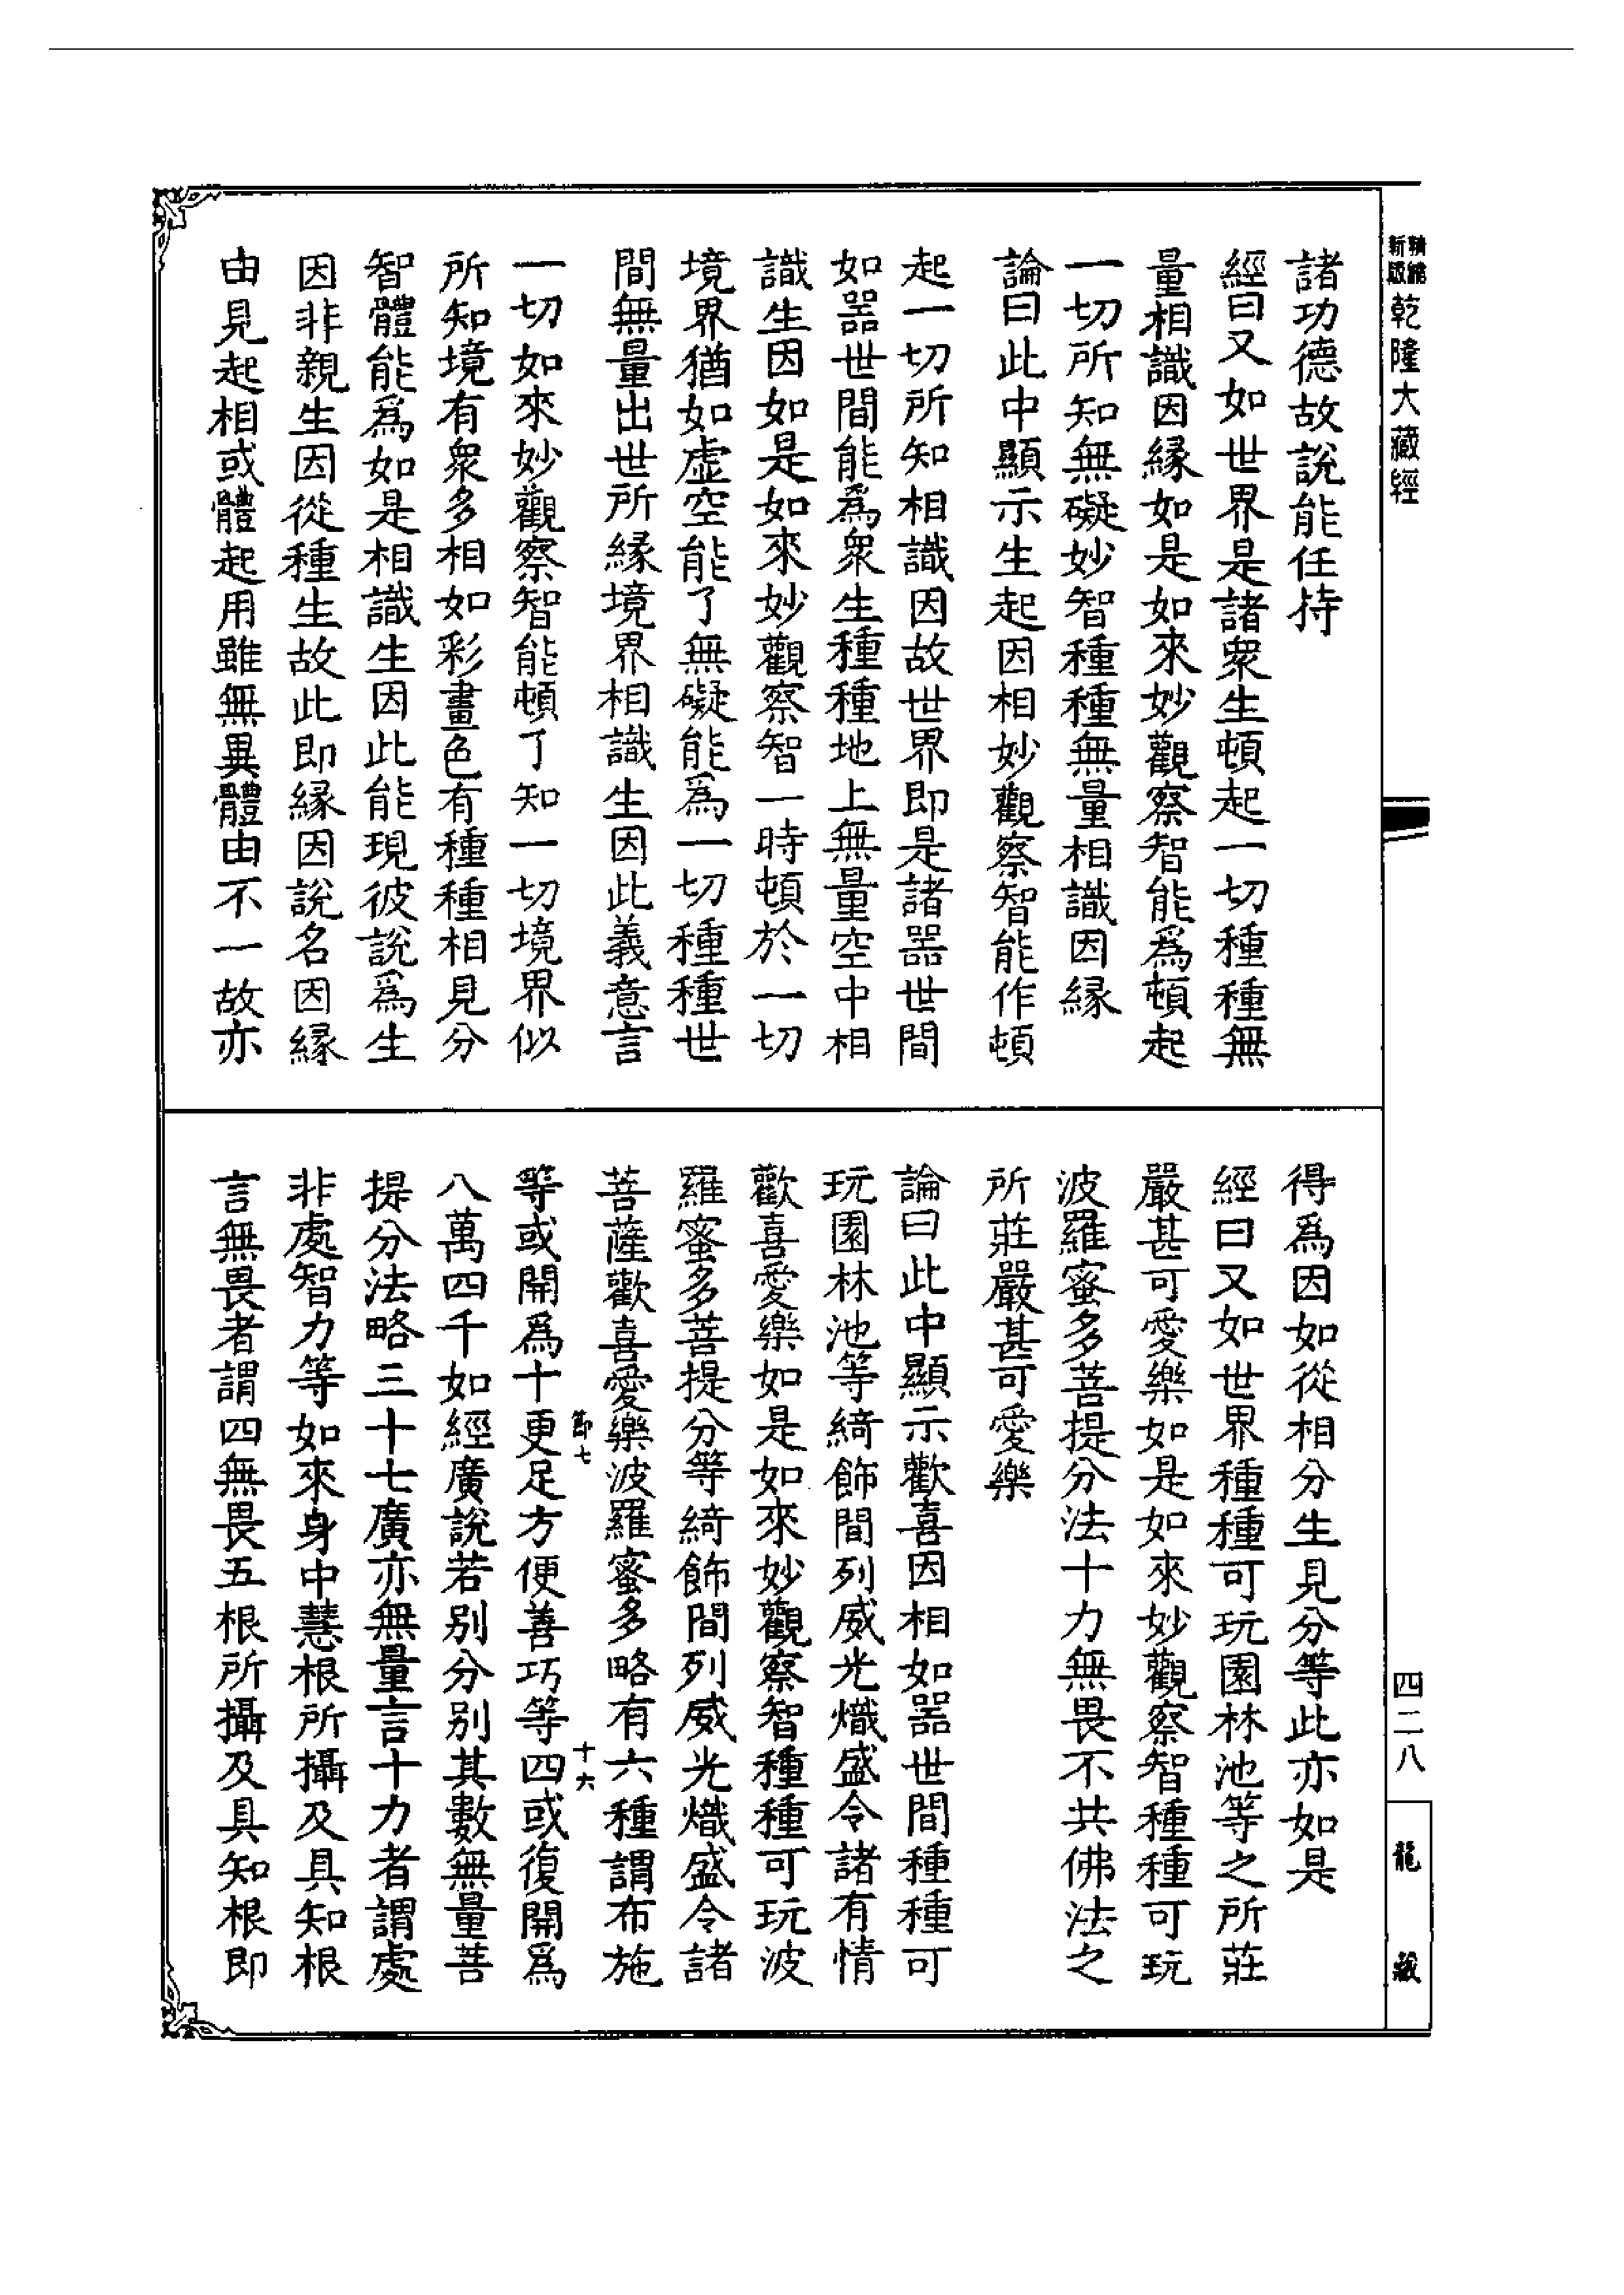 精繡
新版
乾隆大藏經
諸功德故說能任持
經曰又如世界是諸衆生頓起一切種種無
量相識因緣如是如來妙觀察智能爲頓起
一切所知無礙妙智種種無量相識因緣
論曰此中顯示生起因相妙觀察智能作頓
起一切所知相識因故世界即是諸器世間
如器世間能爲衆生種種地上無量空中相
識生因如是如來妙觀察智一時頓於一切
境界猶如虛空能了無礙能爲一切種種世
間無量出世所緣境界相識生因此義意言
一切如來妙觀察智能頓了知一切境界似
所知境有衆多相如彩畫色有種種相見分
智體能爲如是相識生因此能現彼說爲生
因非親生因從種生故此即緣因說名因緣
由見起相或體起用雖無異體由不一故亦
得爲因如從相分生見分等此亦如是
經曰又如世界種種可玩園林池等之所莊
嚴甚可愛樂如是如來妙觀察智種種可玩
波羅蜜多菩提分法十力無畏不共佛法之
所莊嚴甚可愛樂
論曰此中顯示歡喜因相如器世間種種可
玩園林池等綺飾間列威光熾盛令諸有情
歡喜愛樂如是如來妙觀察智種種可玩波
羅蜜多菩提分等綺飾間列威光熾盛令諸
菩薩歡喜愛樂波羅蜜多略有六種謂布施
節七 十六
等或開爲十更足方便善巧等四或復開爲
八萬四千如經廣說若別分別其數無量菩
提分法略三十七廣亦無量言十力者謂處
非處智力等如來身中慧根所攝及具知根
言無畏者謂四無畏五根所攝及具知根即
四二八
龍藏